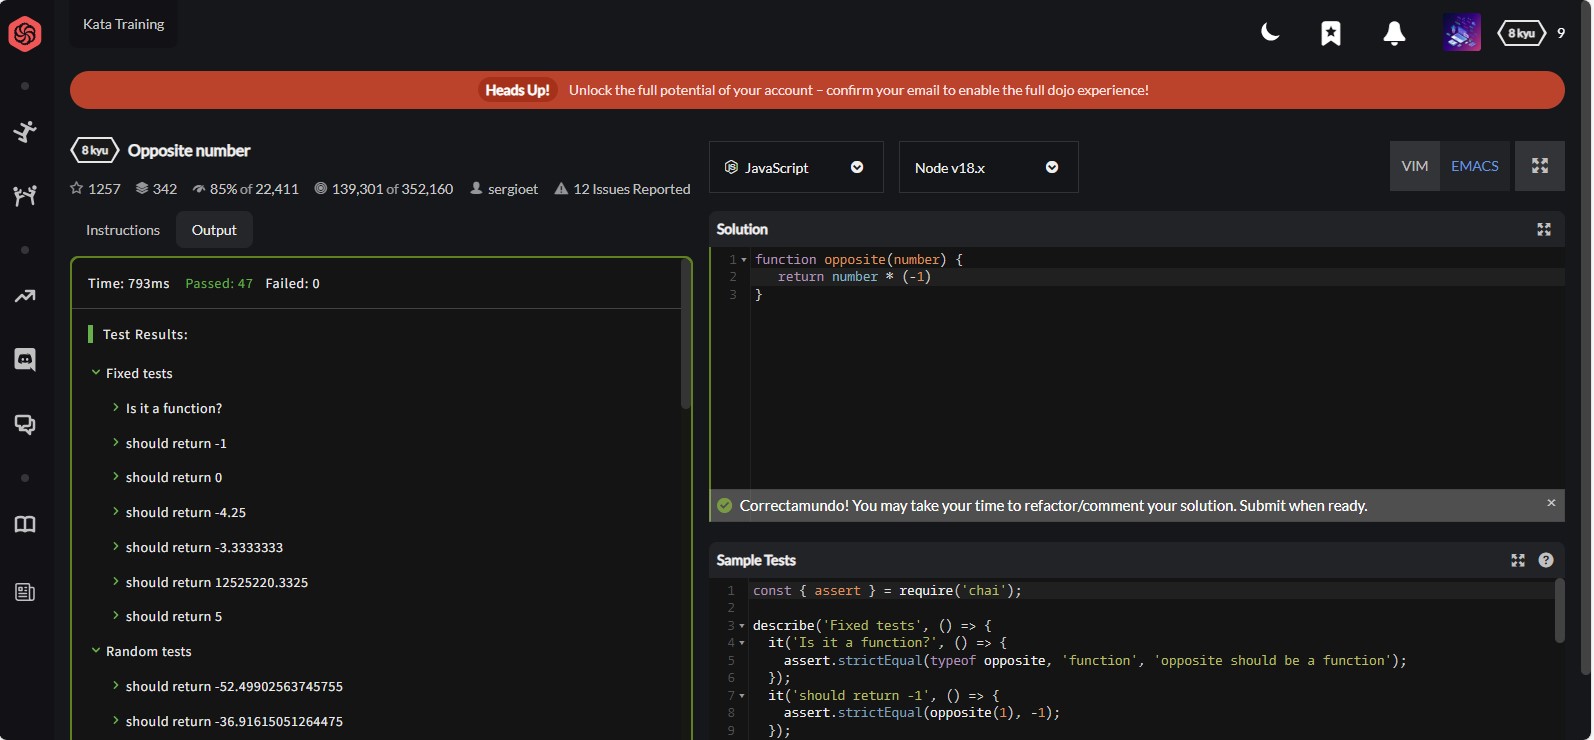 Kata Training
8 kyu 9
Heads Up! Unlock the full potential of your account – confirm your email to enable the full dojo experience!
8 kyu Opposite number
1257 342 85% of 22,411 139,301 of 352,160 sergioet 12 Issues Reported
JavaScript
Node v18.x
VIM EMACS
Instructions Output
Time: 793ms Passed: 47 Failed: 0
Test Results:
Fixed tests
Is it a function?
should return -1
should return 0
should return -4.25
should return -3.3333333
should return 12525220.3325
should return 5
Random tests
should return -52.49902563745755
should return -36.91615051264475
Solution
1 function opposite(number) {
2 return number * (-1)
3 }
Correctamundo! You may take your time to refactor/comment your solution. Submit when ready. ×
Sample Tests ?
1 const { assert } = require('chai');
2
3 describe('Fixed tests', () => {
4 it('Is it a function?', () => {
5 assert.strictEqual(typeof opposite, 'function', 'opposite should be a function');
6 });
7 it('should return -1', () => {
8 assert.strictEqual(opposite(1), -1);
9 });